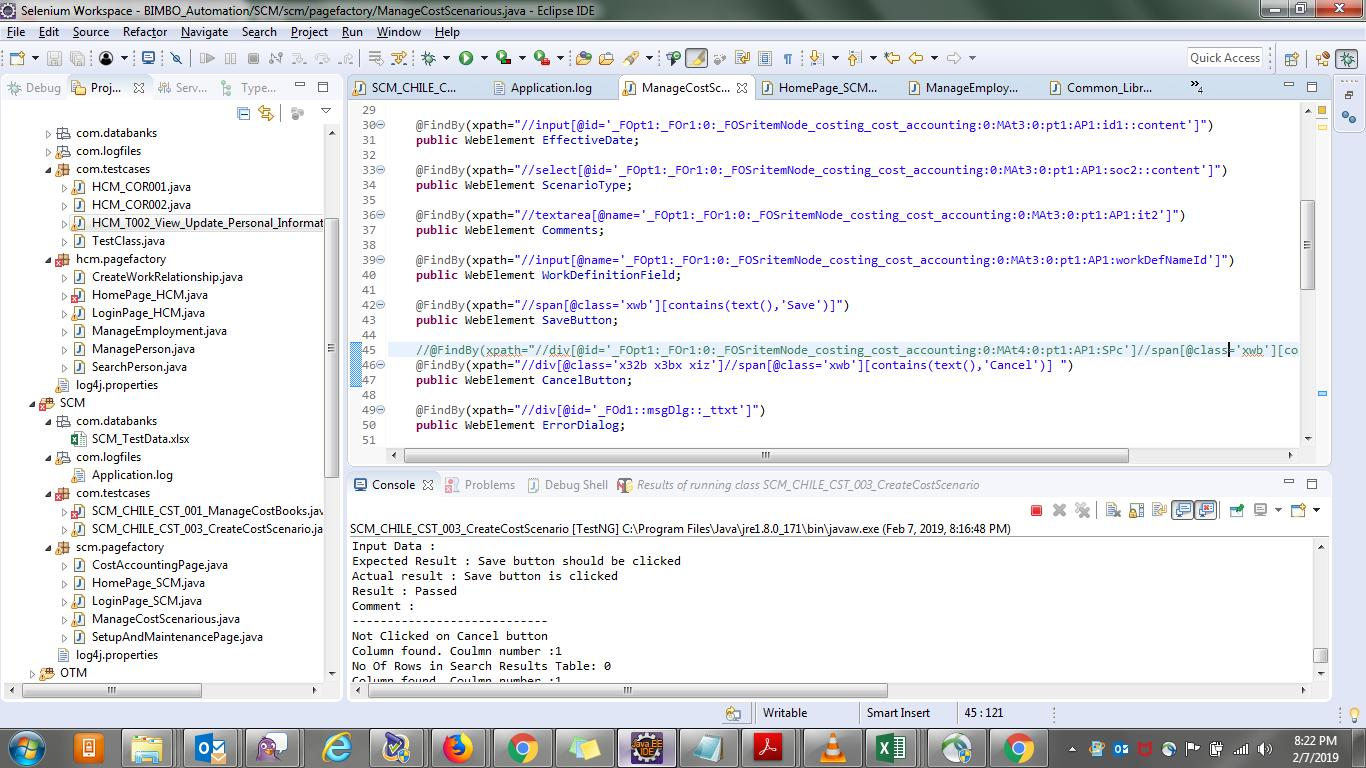 Selenium Workspace - BIMBO_Automation/SCM/scm/pagefactory/ManageCostScenarious.java - Eclipse IDE
File Edit Source Refactor Navigate Search Project Run Window Help
Quick Access
Debug Proj... Serv... Type...
com.databanks
com.logfiles
com.testcases
HCM_COR001.java
HCM_COR002.java
HCM_T002_View_Update_Personal_Informat
TestClass.java
hcm.pagefactory
CreateWorkRelationship.java
HomePage_HCM.java
LoginPage_HCM.java
ManageEmployment.java
ManagePerson.java
SearchPerson.java
log4j.properties
SCM
com.databanks
SCM_TestData.xlsx
com.logfiles
Application.log
com.testcases
SCM_CHILE_CST_001_ManageCostBooks.jav
SCM_CHILE_CST_003_CreateCostScenario.ja
scm.pagefactory
CostAccountingPage.java
HomePage_SCM.java
LoginPage_SCM.java
ManageCostScenarious.java
SetupAndMaintenancePage.java
log4j.properties
OTM
SCM_CHILE_C... Application.log ManageCostSc... HomePage_SCM... ManageEmploy... Common_Libr... 4
29
30 @FindBy(xpath="//input[@id='_FOpt1:_FOr1:0:_FOSritemNode_costing_cost_accounting:0:MAt3:0:pt1:AP1:id1::content']")
31 public WebElement EffectiveDate;
32
33 @FindBy(xpath="//select[@id='_FOpt1:_FOr1:0:_FOSritemNode_costing_cost_accounting:0:MAt3:0:pt1:AP1:soc2::content']")
34 public WebElement ScenarioType;
35
36 @FindBy(xpath="//textarea[@name='_FOpt1:_FOr1:0:_FOSritemNode_costing_cost_accounting:0:MAt3:0:pt1:AP1:it2']")
37 public WebElement Comments;
38
39 @FindBy(xpath="//input[@name='_FOpt1:_FOr1:0:_FOSritemNode_costing_cost_accounting:0:MAt3:0:pt1:AP1:workDefNameId']")
40 public WebElement WorkDefinitionField;
41
42 @FindBy(xpath="//span[@class='xwb'][contains(text(),'Save')]")
43 public WebElement SaveButton;
44
45 //@FindBy(xpath="//div[@id='_FOpt1:_FOr1:0:_FOSritemNode_costing_cost_accounting:0:MAt4:0:pt1:AP1:SPc']//span[@class='xwb'][co
46 @FindBy(xpath="//div[@class='x32b x3bx xiz']//span[@class='xwb'][contains(text(),'Cancel')] ")
47 public WebElement CancelButton;
48
49 @FindBy(xpath="//div[@id='_FOd1::msgDlg::_ttxt']")
50 public WebElement ErrorDialog;
51
Console Problems Debug Shell Results of running class SCM_CHILE_CST_003_CreateCostScenario
SCM_CHILE_CST_003_CreateCostScenario [TestNG] C:\Program Files\Java\jre1.8.0_171\bin\javaw.exe (Feb 7, 2019, 8:16:48 PM)
Input Data :
Expected Result : Save button should be clicked
Actual result : Save button is clicked
Result : Passed
Comment :
----------------------------
Not Clicked on Cancel button
Column found. Coulmn number :1
No Of Rows in Search Results Table: 0
Column found. Coulmn number :1
Writable Smart Insert 45 : 121
8:22 PM
2/7/2019